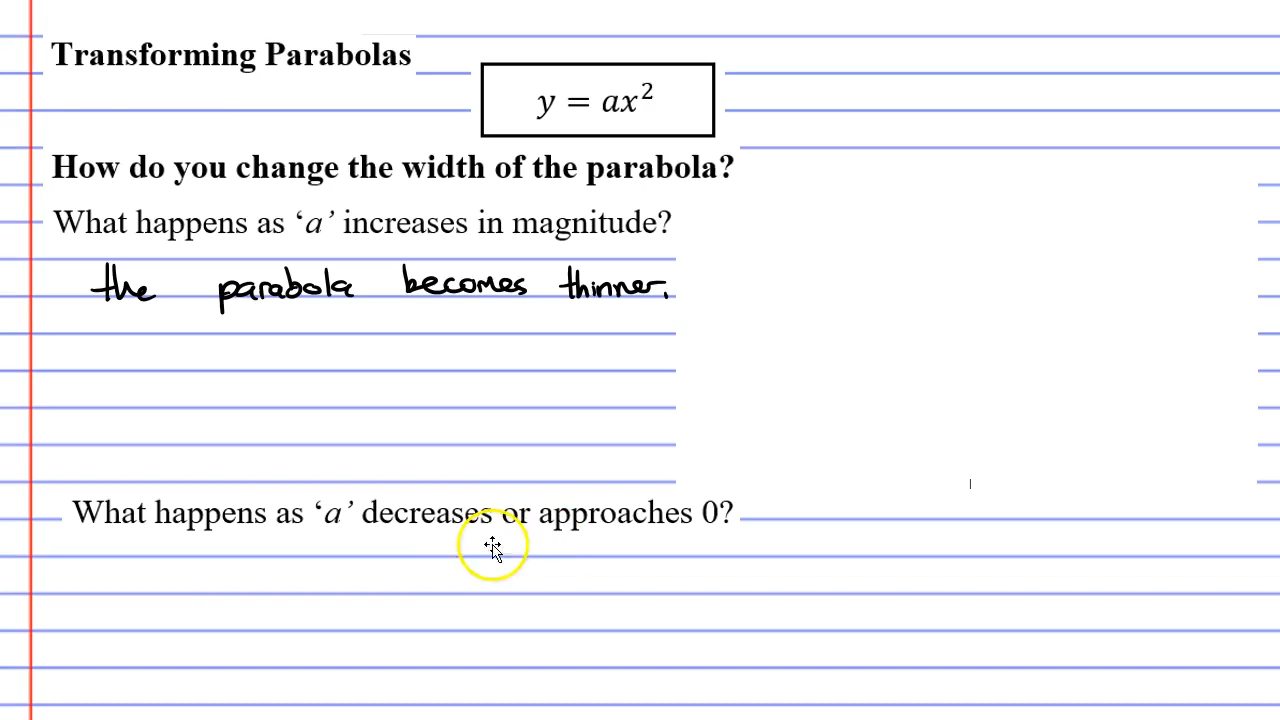 Transforming Parabolas
y = ax²
How do you change the width of the parabola?
What happens as ‘a’ increases in magnitude?
the parabola becomes thinner.
What happens as ‘a’ decreases or approaches 0?